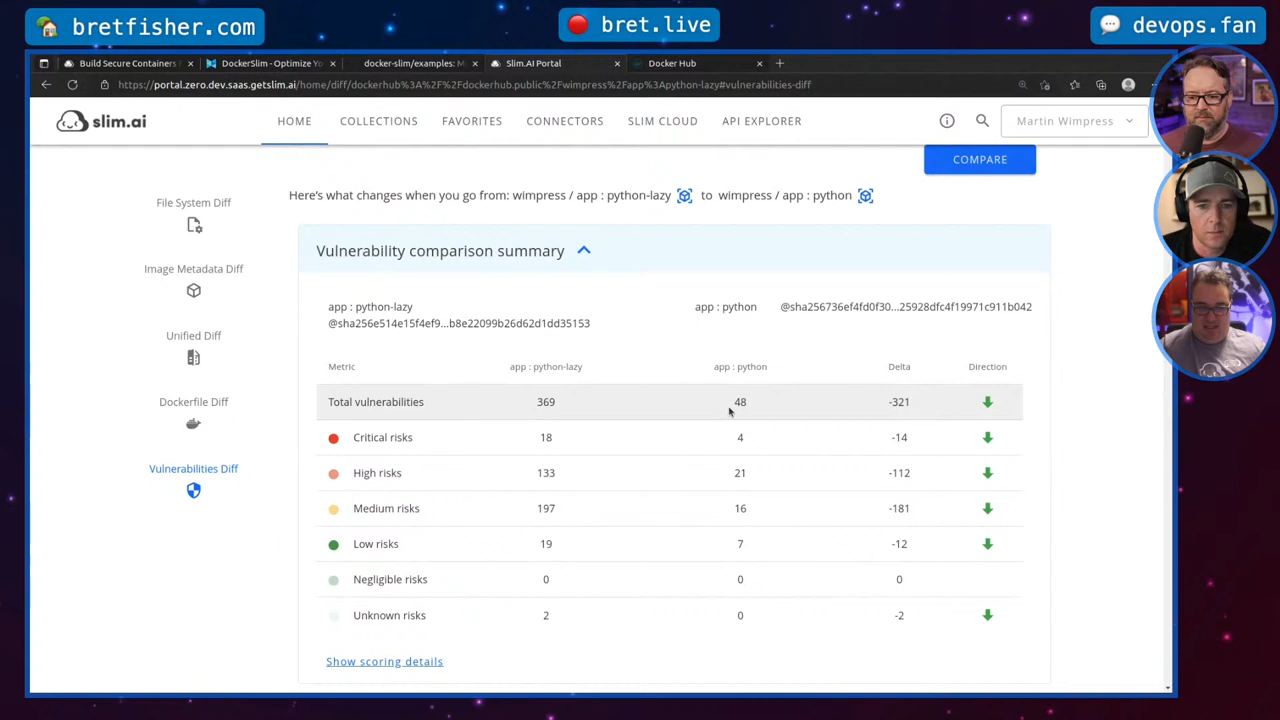 bretfisher.com
bret.live
devops.fan
Build Secure Containers f
DockerSlim - Optimize Yo
docker-slim/examples: M
Slim.AI Portal
Docker Hub
https://portal.zero.dev.saas.getslim.ai/home/diff/dockerhub%3A%2F%2Fdockerhub.public%2Fwimpress%2Fapp%3Apython-lazy#vulnerabilities-diff
slim.ai
HOME
COLLECTIONS
FAVORITES
CONNECTORS
SLIM CLOUD
API EXPLORER
Martin Wimpress
COMPARE
Here's what changes when you go from: wimpress / app : python-lazy to wimpress / app : python
File System Diff
Image Metadata Diff
Unified Diff
Dockerfile Diff
Vulnerabilities Diff
Vulnerability comparison summary
app : python-lazy
@sha256e514e15f4ef9...b8e22099b26d62d1dd35153
app : python @sha256736ef4fd0f30...25928dfc4f19971c911b042
Metric app : python-lazy app : python Delta Direction
Total vulnerabilities 369 48 -321
Critical risks 18 4 -14
High risks 133 21 -112
Medium risks 197 16 -181
Low risks 19 7 -12
Negligible risks 0 0 0
Unknown risks 2 0 -2
Show scoring details